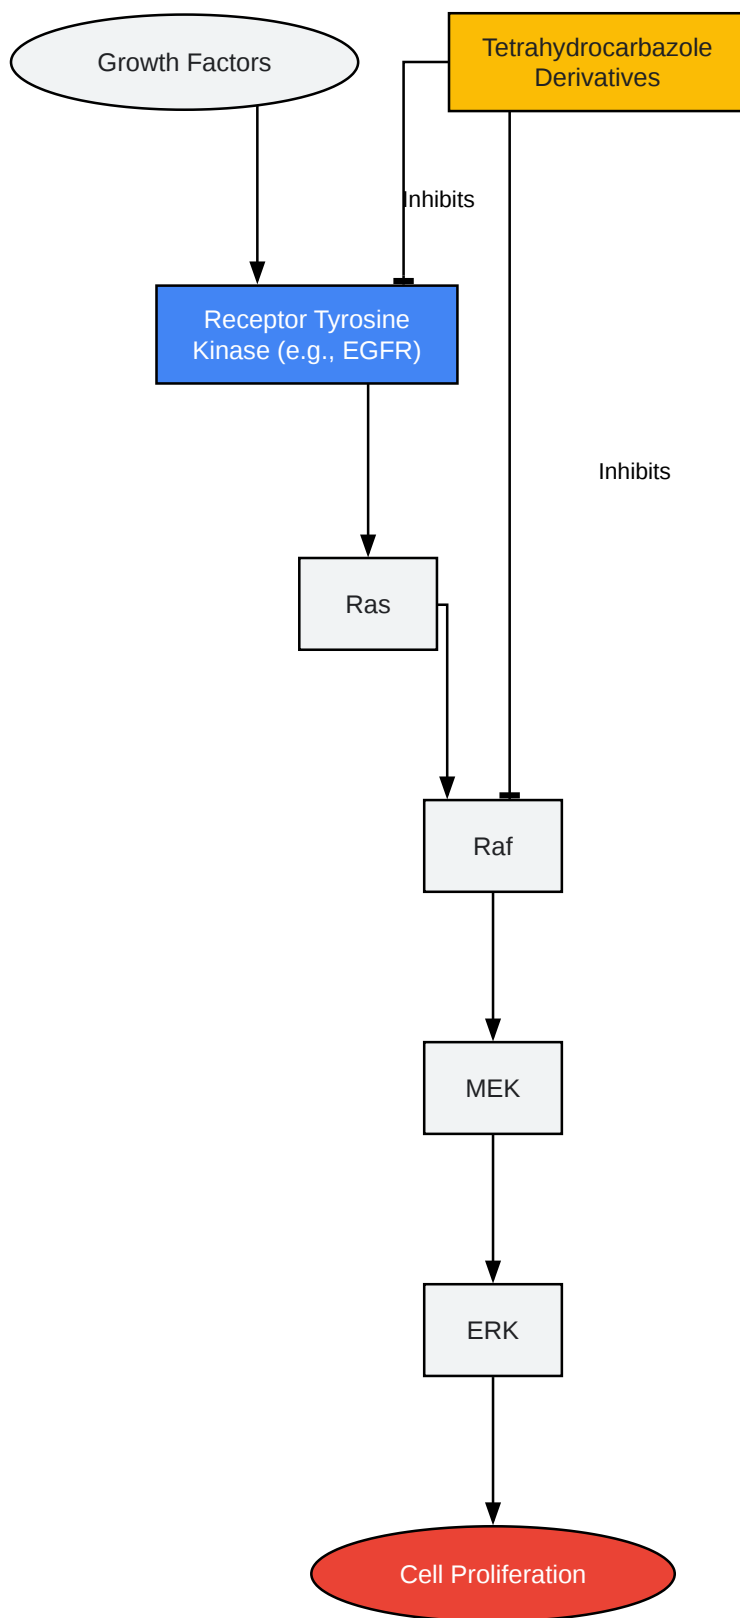 Growth Factors
Tetrahydrocarbazole
Derivatives
Inhibits
Receptor Tyrosine
Kinase (e.g., EGFR)
Inhibits
Ras
Raf
MEK
ERK
Cell Proliferation